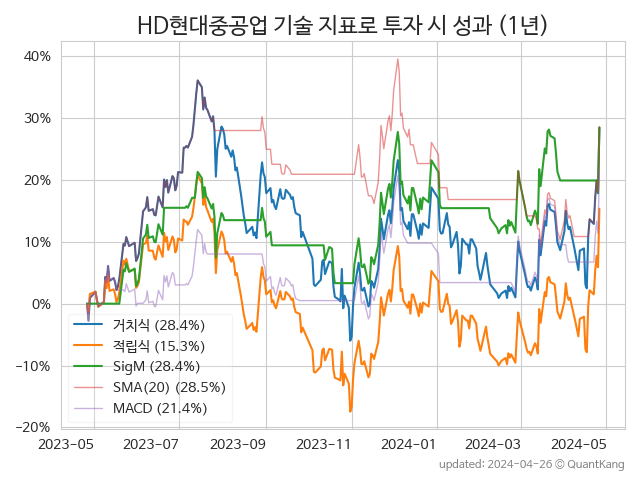 HD현대중공업 기술 지표로 투자 시 성과 (1년)
40%
30%
20%
10%
0%
−10%
−20%
거치식 (28.4%)
적립식 (15.3%)
SigM (28.4%)
SMA(20) (28.5%)
MACD (21.4%)
2023-05 2023-07 2023-09 2023-11 2024-01 2024-03 2024-05
updated: 2024-04-26 © QuantKang